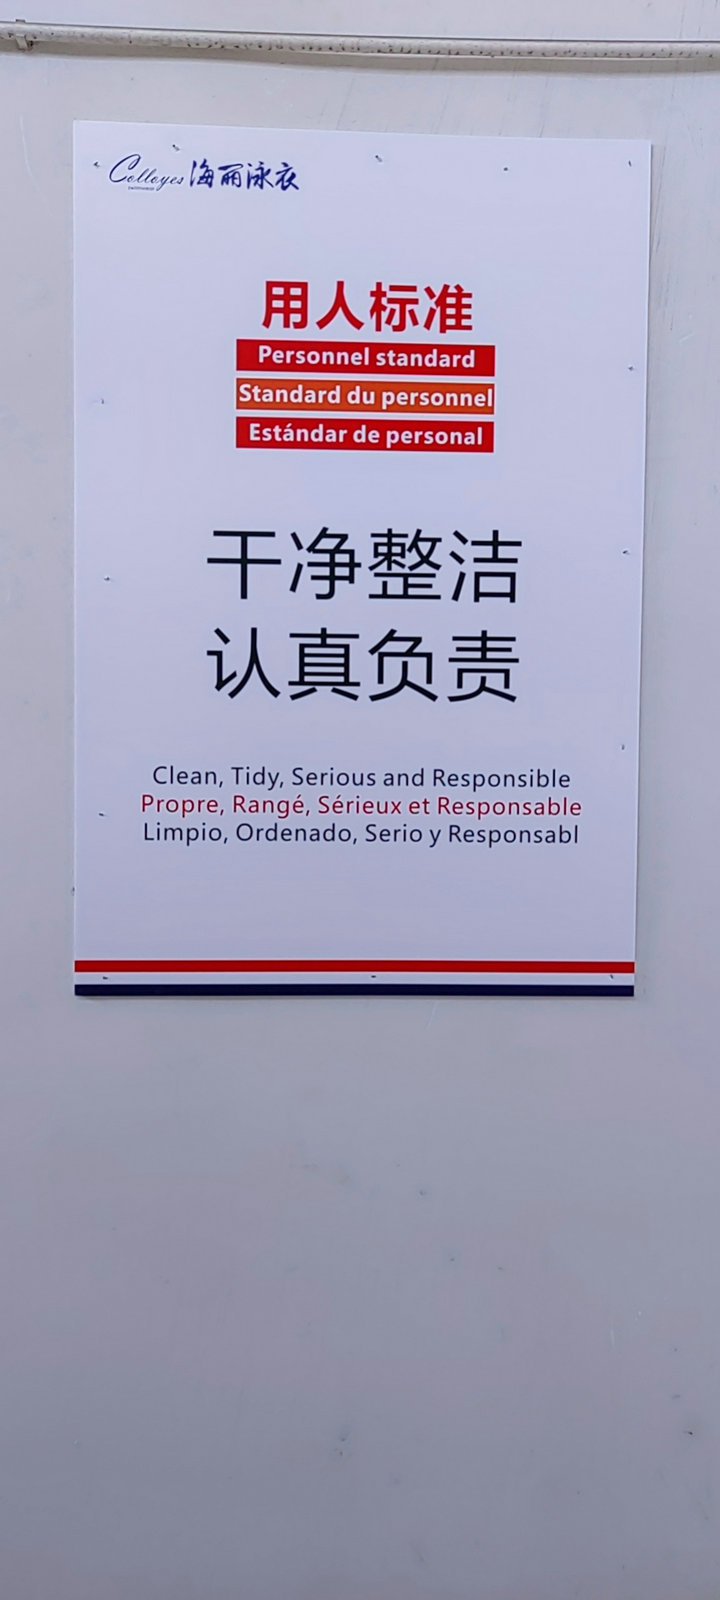 Colloyes 海丽泳衣
用人标准
Personnel standard
Standard du personnel
Estándar de personal
干净整洁
认真负责
Clean, Tidy, Serious and Responsible
Propre, Rangé, Sérieux et Responsable
Limpio, Ordenado, Serio y Responsabl